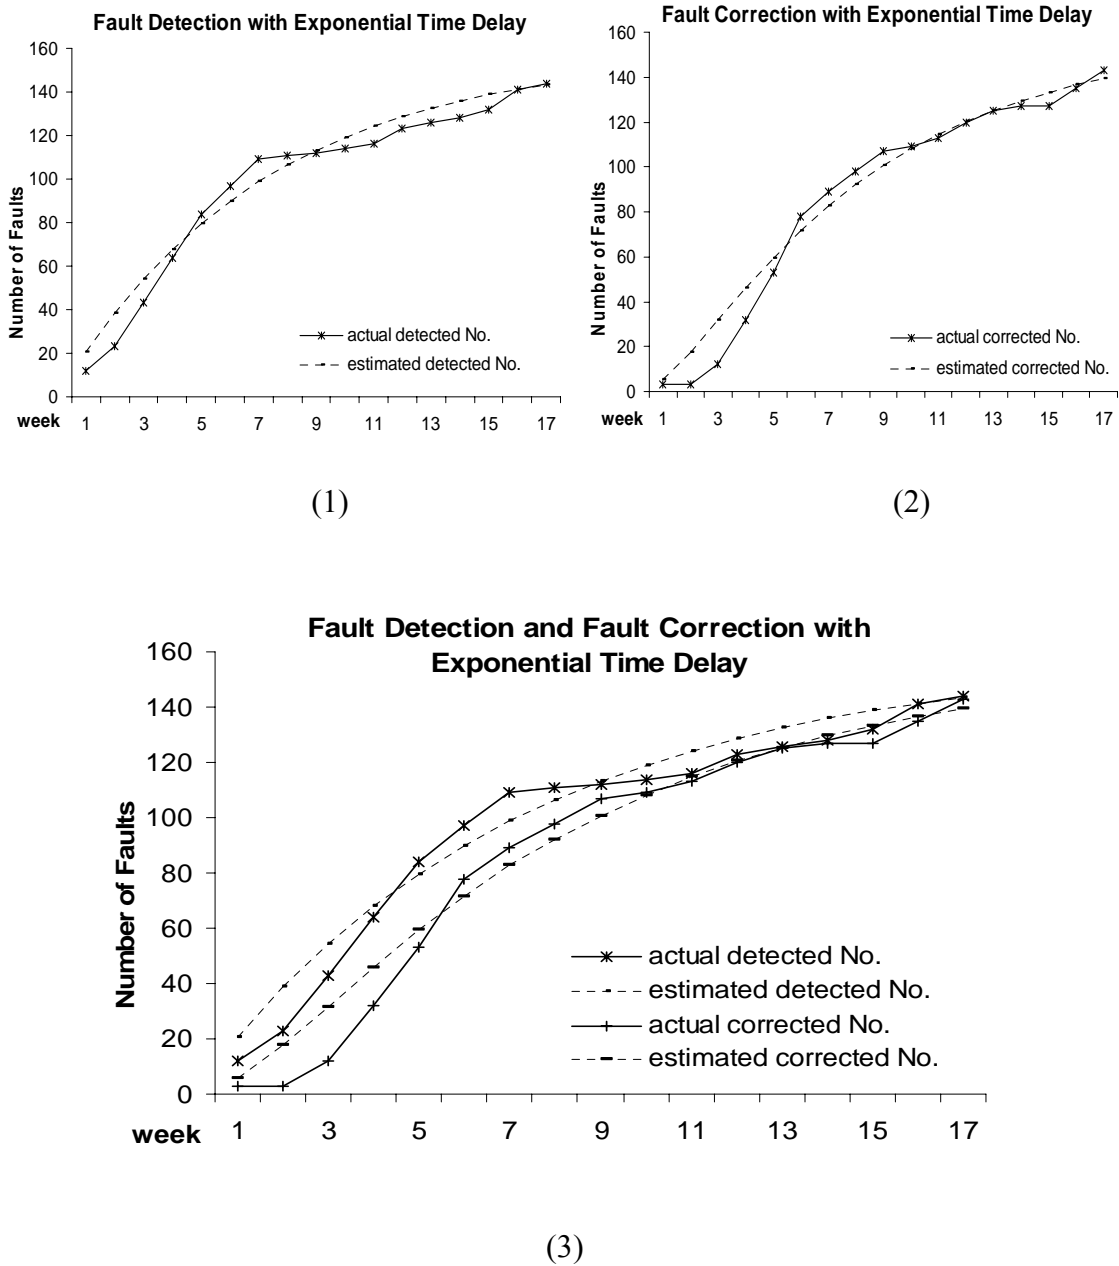 Fault Detection with Exponential Time Delay
160
140
120
100
80
60
40
20
0
Number of Faults
actual detected No.
estimated detected No.
week 1 3 5 7 9 11 13 15 17
(1)
Fault Correction with Exponential Time Delay
160
140
120
100
80
60
40
20
0
Number of Faults
actual corrected No.
estimated corrected No.
week 1 3 5 7 9 11 13 15 17
(2)
Fault Detection and Fault Correction with
Exponential Time Delay
160
140
120
100
80
60
40
20
0
Number of Faults
actual detected No.
estimated detected No.
actual corrected No.
estimated corrected No.
week 1 3 5 7 9 11 13 15 17
(3)